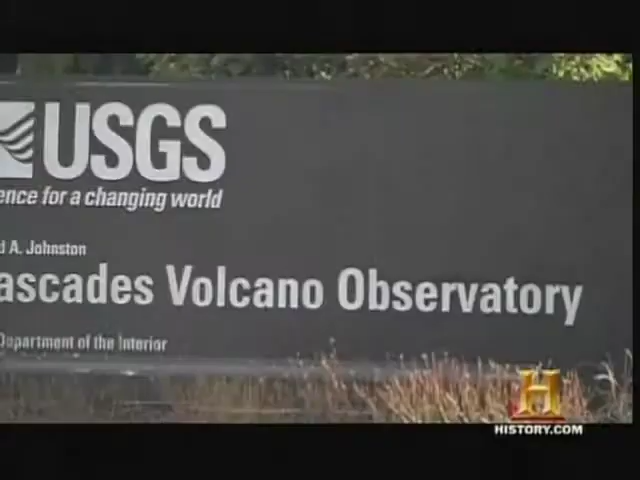 USGS
ence for a changing world
d A. Johnston
ascades Volcano Observatory
Department of the Interior
H
HISTORY.COM